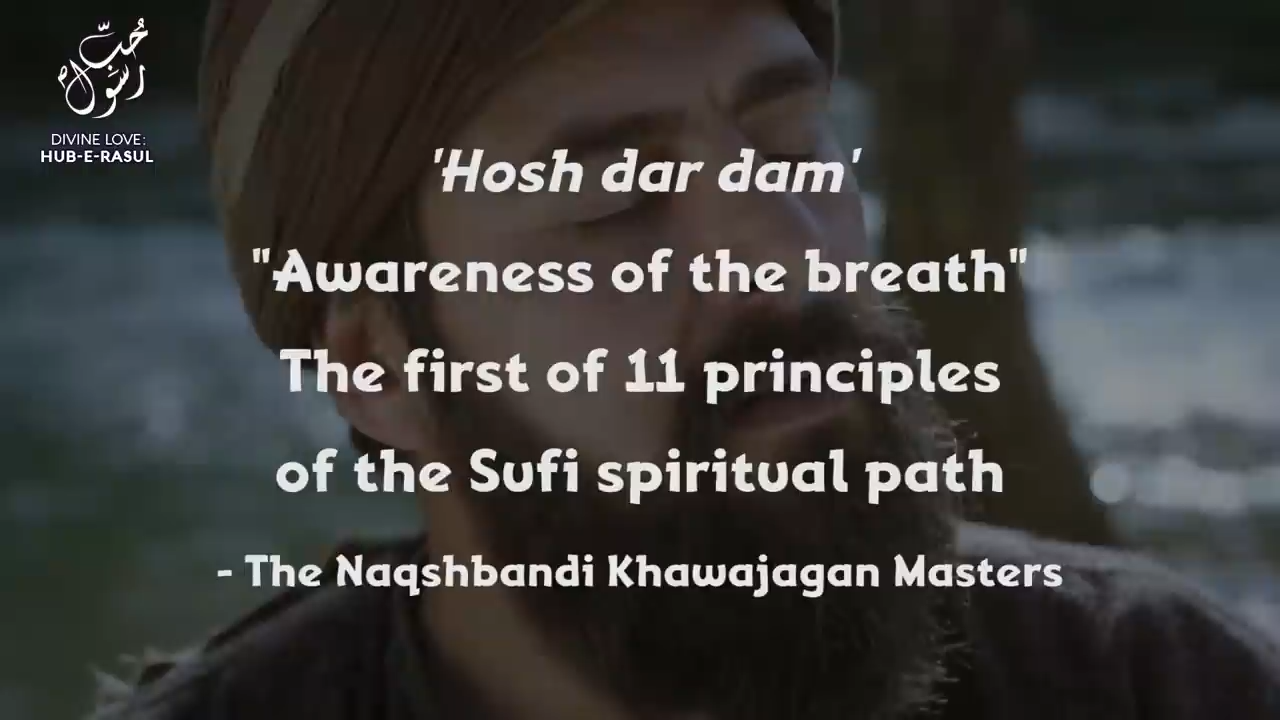 حُبِّ
رَسُوْل
DIVINE LOVE:
HUB-E-RASUL
'Hosh dar dam'
"Awareness of the breath"
The first of 11 principles
of the Sufi spiritual path
- The Naqshbandi Khawajagan Masters